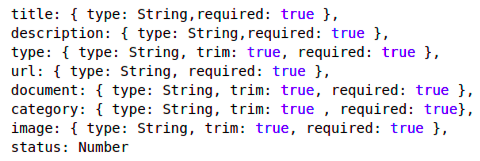 title: { type: String,required: true },
description: { type: String,required: true },
type: { type: String, trim: true, required: true },
url: { type: String, required: true },
document: { type: String, trim: true, required: true },
category: { type: String, trim: true , required: true},
image: { type: String, trim: true, required: true },
status: Number